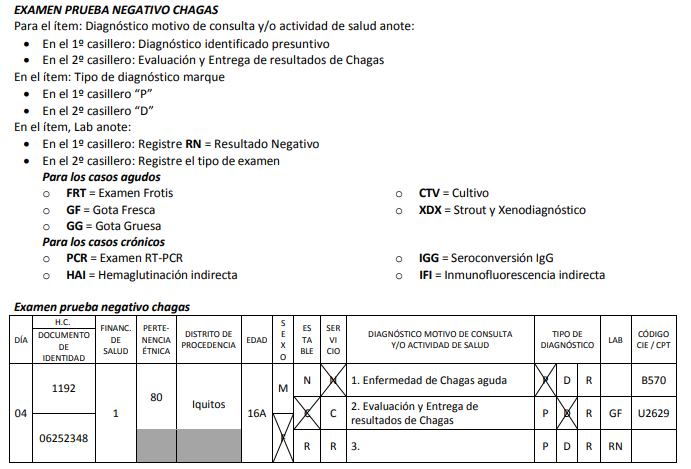 EXAMEN PRUEBA NEGATIVO CHAGAS
Para el ítem: Diagnóstico motivo de consulta y/o actividad de salud anote:
• En el 1º casillero: Diagnóstico identificado presuntivo
• En el 2º casillero: Evaluación y Entrega de resultados de Chagas
En el ítem: Tipo de diagnóstico marque
• En el 1º casillero “P”
• En el 2º casillero “D”
En el ítem, Lab anote:
• En el 1º casillero: Registre RN = Resultado Negativo
• En el 2º casillero: Registre el tipo de examen
Para los casos agudos
o FRT = Examen Frotis
o CTV = Cultivo
o GF = Gota Fresca
o XDX = Strout y Xenodiagnóstico
o GG = Gota Gruesa
Para los casos crónicos
o PCR = Examen RT-PCR
o IGG = Seroconversión IgG
o HAI = Hemaglutinación indirecta
o IFI = Inmunofluorescencia indirecta
Examen prueba negativo chagas
DÍA
H.C.
DOCUMENTO
DE
IDENTIDAD
FINANC.
DE
SALUD
PERTE-
NENCIA
ÉTNICA
DISTRITO DE
PROCEDENCIA
EDAD
S
E
X
O
ES
TA
BLE
SER
VI
CIO
DIAGNÓSTICO MOTIVO DE CONSULTA
Y/O ACTIVIDAD DE SALUD
TIPO DE
DIAGNÓSTICO
LAB
CÓDIGO
CIE / CPT
04
1192
06252348
1
80
Iquitos
16A
M
F
N N 1. Enfermedad de Chagas aguda P D R B570
C C 2. Evaluación y Entrega de
resultados de Chagas P D R GF U2629
R R 3. P D R RN